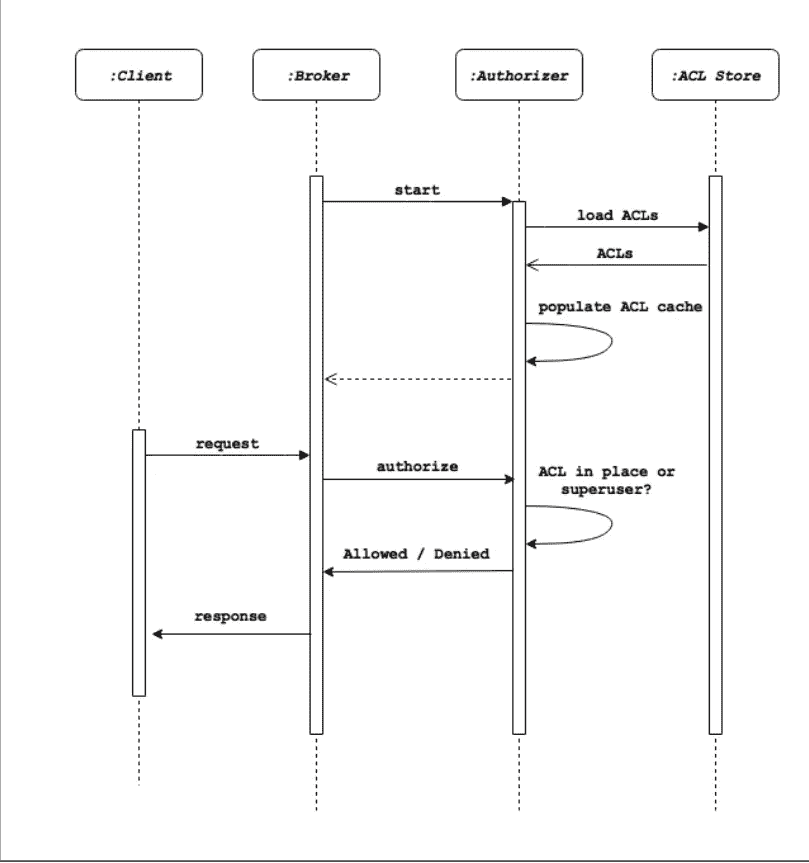 :Client
:Broker
:Authorizer
:ACL Store
start
load ACLs
ACLs
populate ACL cache
request
authorize
ACL in place or
superuser?
Allowed / Denied
response